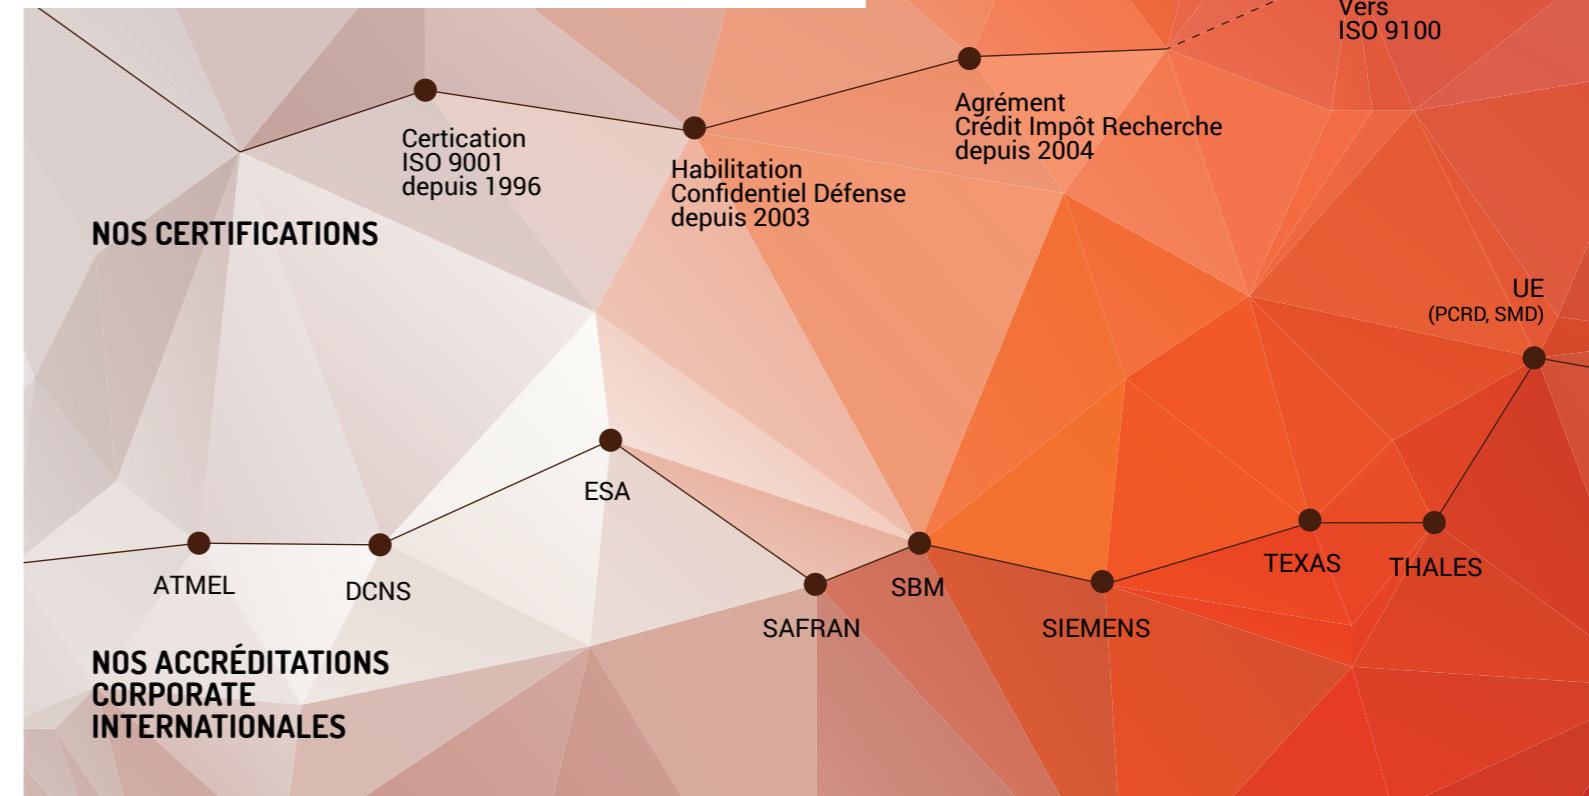 Vers
ISO 9100
Agrément
Crédit Impôt Recherche
depuis 2004
Certication
ISO 9001
depuis 1996
Habilitation
Confidentiel Défense
depuis 2003
NOS CERTIFICATIONS
UE
(PCRD, SMD)
ESA
ATMEL
DCNS
SAFRAN
SBM
SIEMENS
TEXAS
THALES
NOS ACCRÉDITATIONS
CORPORATE
INTERNATIONALES